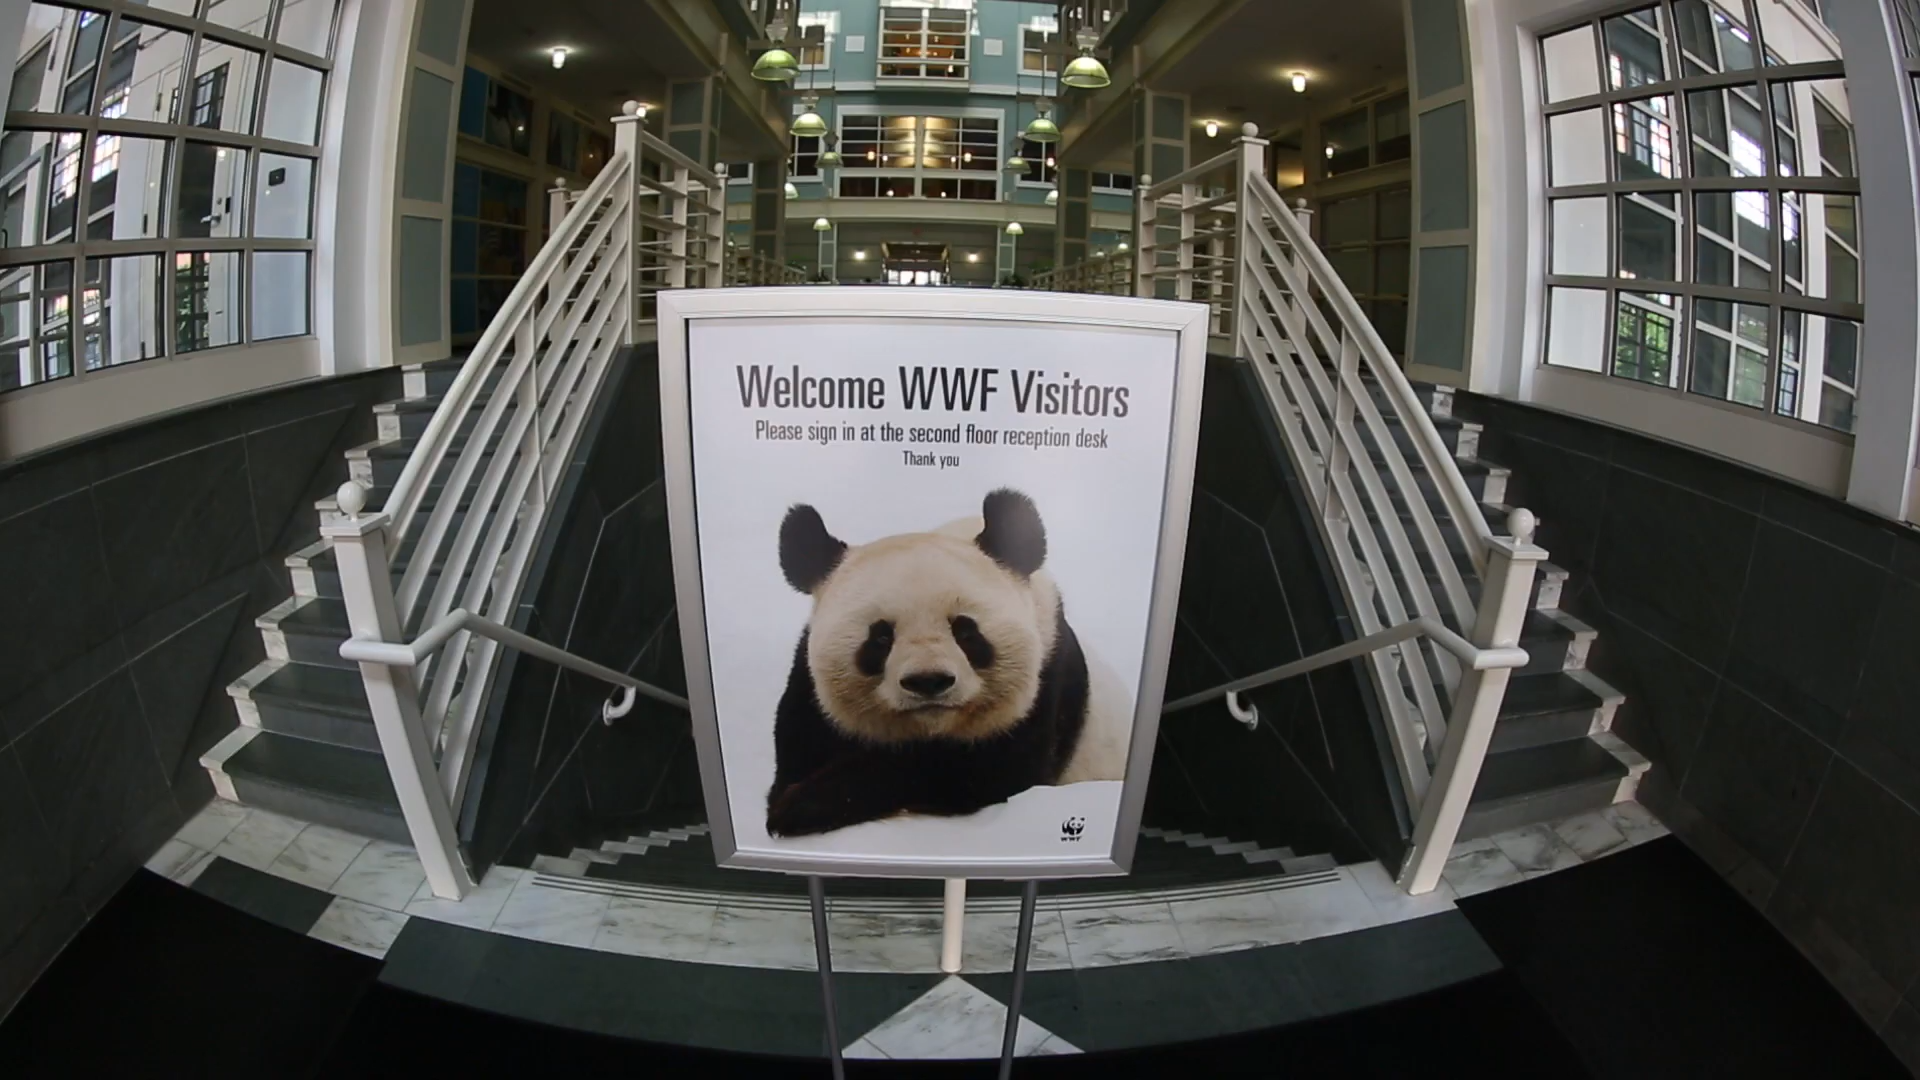 Welcome WWF Visitors
Please sign in at the second floor reception desk
Thank you
WWF